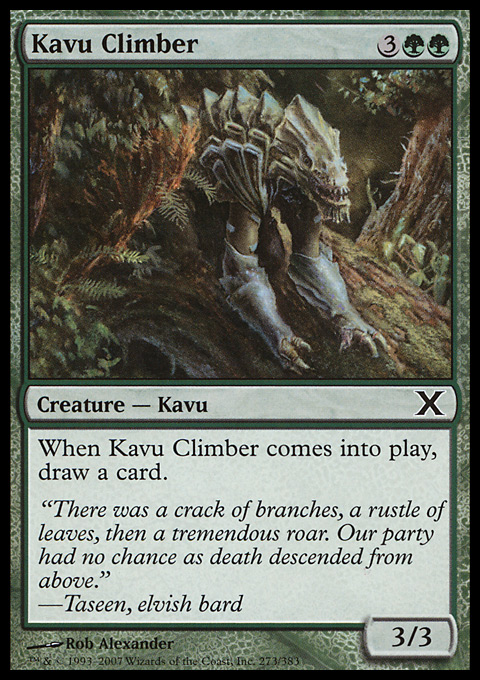 Kavu Climber 3
Creature — Kavu X
When Kavu Climber comes into play,
draw a card.
“There was a crack of branches, a rustle of
leaves, then a tremendous roar. Our party
had no chance as death descended from
above.”
—Taseen, elvish bard
Rob Alexander
3/3
™ & © 1993–2007 Wizards of the Coast, Inc. 273/383